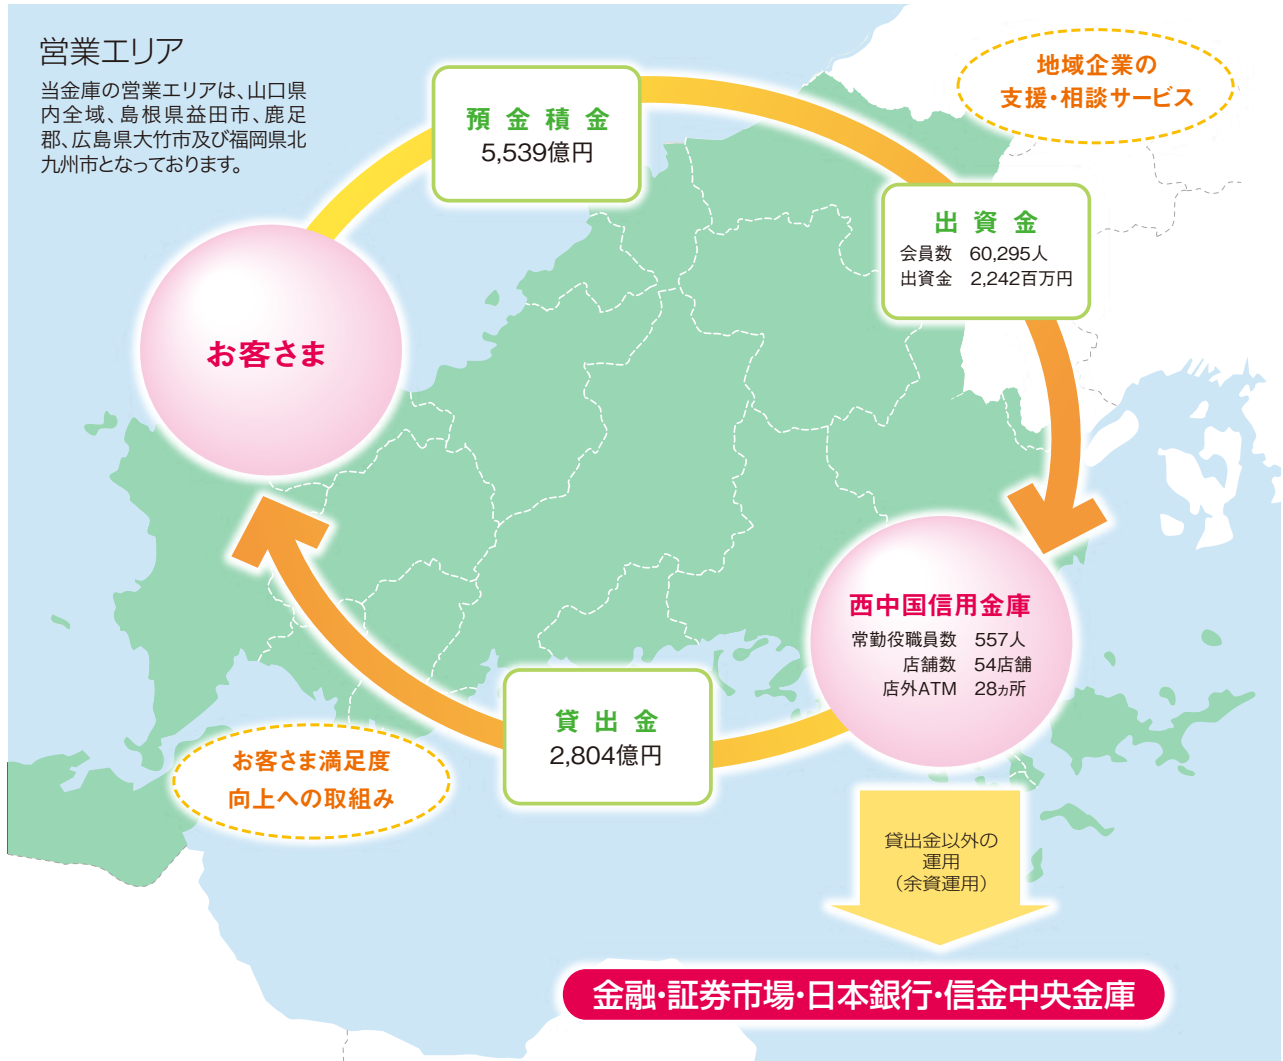 営業エリア
当金庫の営業エリアは、山口県
内全域、島根県益田市、鹿足
郡、広島県大竹市及び福岡県北
九州市となっております。
地域企業の
支援・相談サービス
預金積金
5,539億円
出資金
会員数 60,295人
出資金 2,242百万円
お客さま
西中国信用金庫
常勤役職員数 557人
店舗数 54店舗
店外ATM 28ヵ所
貸出金
2,804億円
お客さま満足度
向上への取組み
貸出金以外の
運用
（余資運用）
金融・証券市場・日本銀行・信金中央金庫